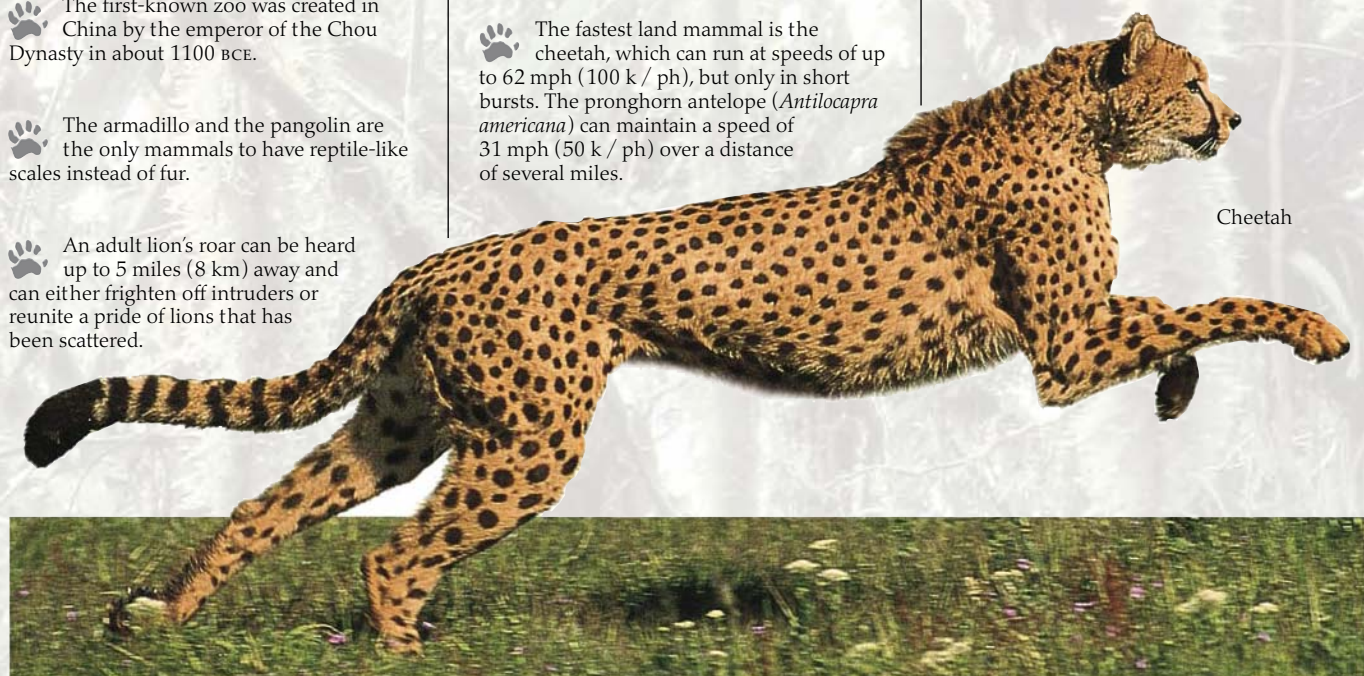 The first-known zoo was created in
China by the emperor of the Chou
Dynasty in about 1100 BCE.
The armadillo and the pangolin are
the only mammals to have reptile-like
scales instead of fur.
An adult lion's roar can be heard
up to 5 miles (8 km) away and
can either frighten off intruders or
reunite a pride of lions that has
been scattered.
The fastest land mammal is the
cheetah, which can run at speeds of up
to 62 mph (100 k / ph), but only in short
bursts. The pronghorn antelope (Antilocapra
americana) can maintain a speed of
31 mph (50 k / ph) over a distance
of several miles.
Cheetah